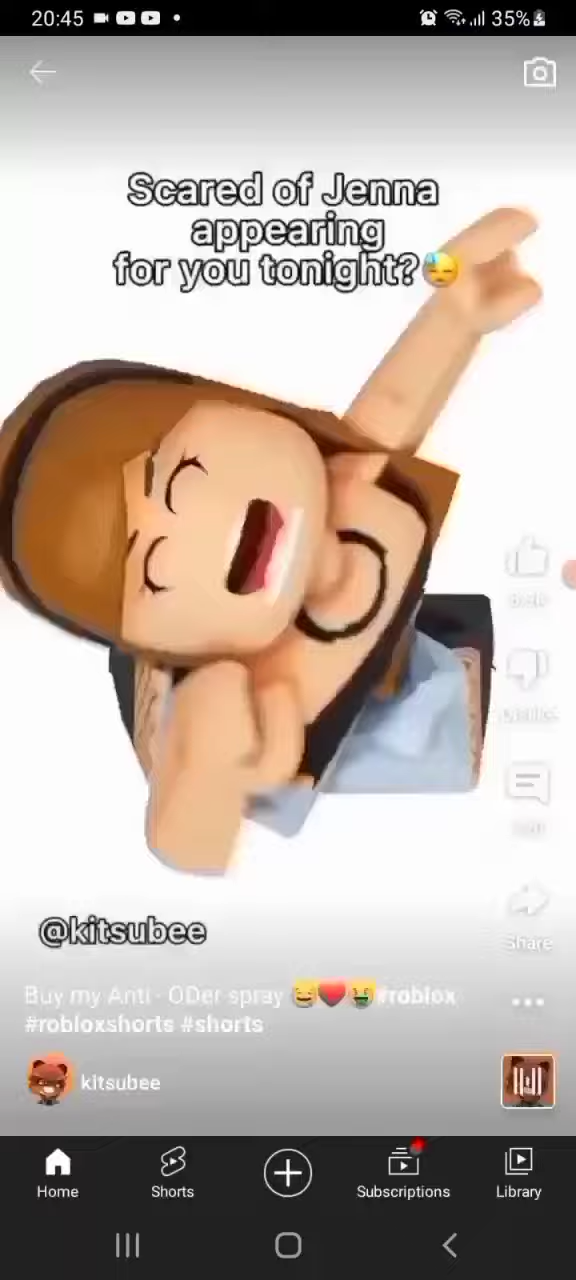 20:45
35%
Scared of Jenna
appearing
for you tonight?😓
@kitsubee
Share
Buy my Anti - ODer spray 😂❤️🤑#roblox
#robloxshorts #shorts
kitsubee
Home
Shorts
Subscriptions
Library